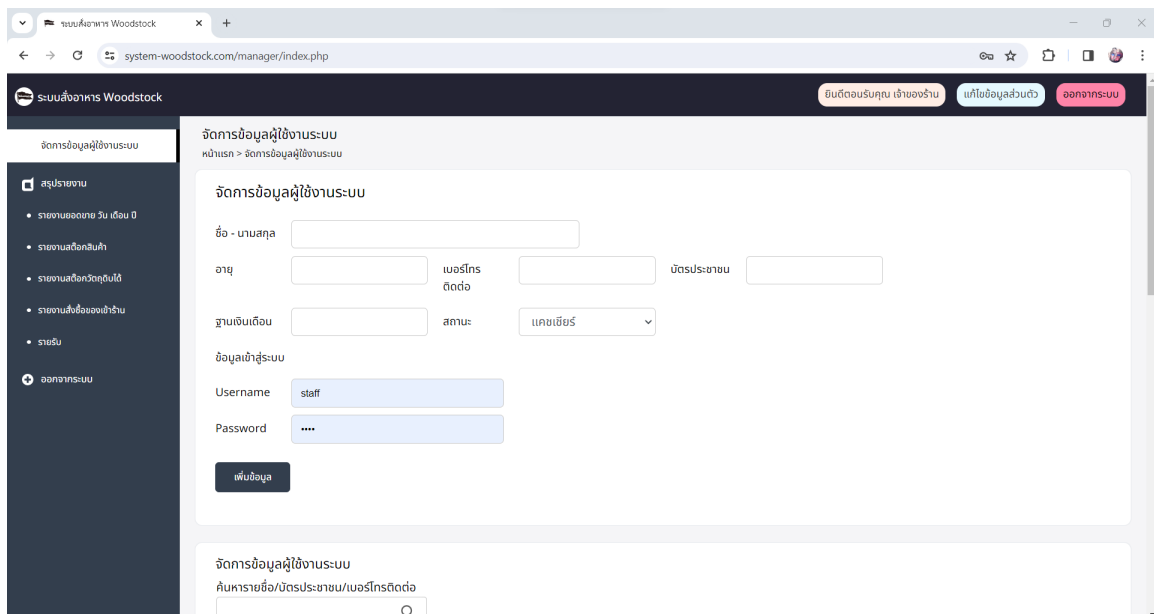 ระบบสั่งอาหาร Woodstock
system-woodstock.com/manager/index.php
ระบบสั่งอาหาร Woodstock
ยินดีตอนรับคุณ เจ้าของร้าน
แก้ไขข้อมูลส่วนตัว
ออกจากระบบ
จัดการข้อมูลผู้ใช้งานระบบ
สรุปรายงาน
รายงานยอดขาย วัน เดือน ปี
รายงานสต๊อกสินค้า
รายงานสต๊อกวัตถุดิบได้
รายงานสั่งซื้อของเข้าร้าน
รายรับ
ออกจากระบบ
จัดการข้อมูลผู้ใช้งานระบบ
หน้าแรก > จัดการข้อมูลผู้ใช้งานระบบ
จัดการข้อมูลผู้ใช้งานระบบ
ชื่อ - นามสกุล
อายุ
เบอร์โทร
ติดต่อ
บัตรประชาชน
ฐานเงินเดือน
สถานะ
แคชเชียร์
ข้อมูลเข้าสู่ระบบ
Username
staff
Password
••••
เพิ่มข้อมูล
จัดการข้อมูลผู้ใช้งานระบบ
ค้นหารายชื่อ/บัตรประชาชน/เบอร์โทรติดต่อ